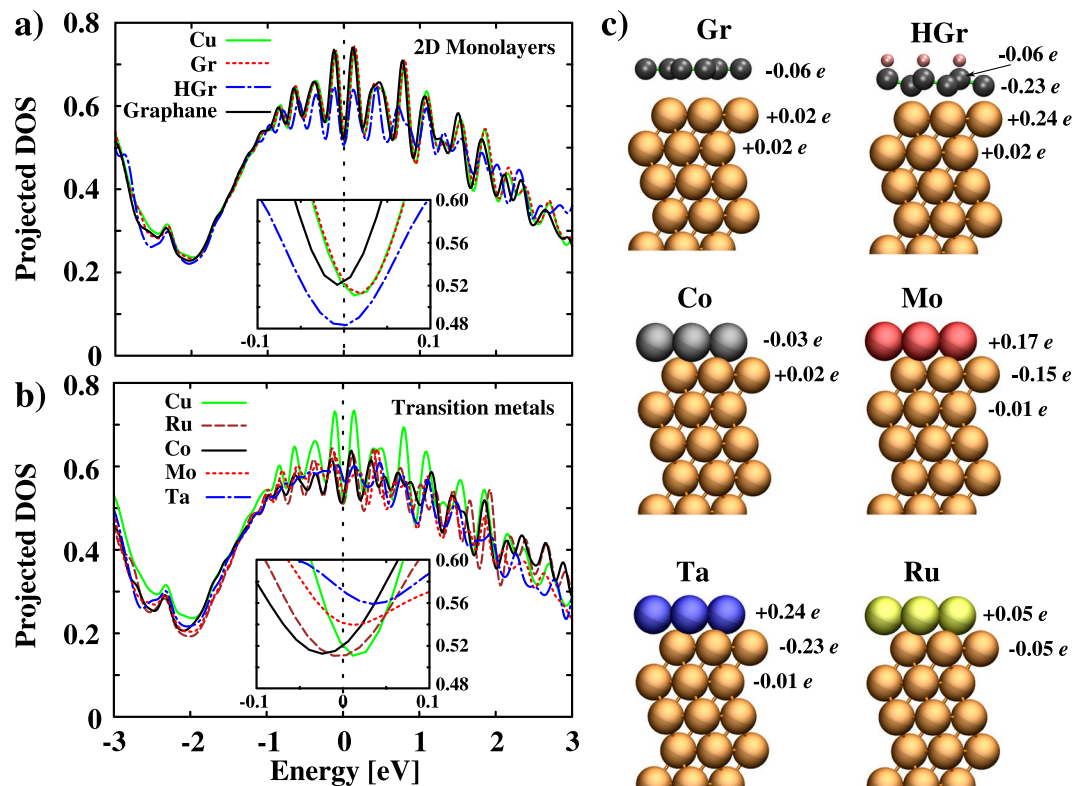 a)
Cu
Gr
HGr
Graphane
2D Monolayers
Projected DOS
0.8
0.6
0.4
0.2
0
0.60
0.56
0.52
0.48
-0.1
0.1
b)
Cu
Ru
Co
Mo
Ta
Transition metals
Projected DOS
0.8
0.6
0.4
0.2
0
0.60
0.56
0.52
0.48
-0.1
0
0.1
-3
-2
-1
0
1
2
3
Energy [eV]
c)
Gr
-0.06 e
+0.02 e
+0.02 e
HGr
-0.06 e
-0.23 e
+0.24 e
+0.02 e
Co
-0.03 e
+0.02 e
Mo
+0.17 e
-0.15 e
-0.01 e
Ta
+0.24 e
-0.23 e
-0.01 e
Ru
+0.05 e
-0.05 e